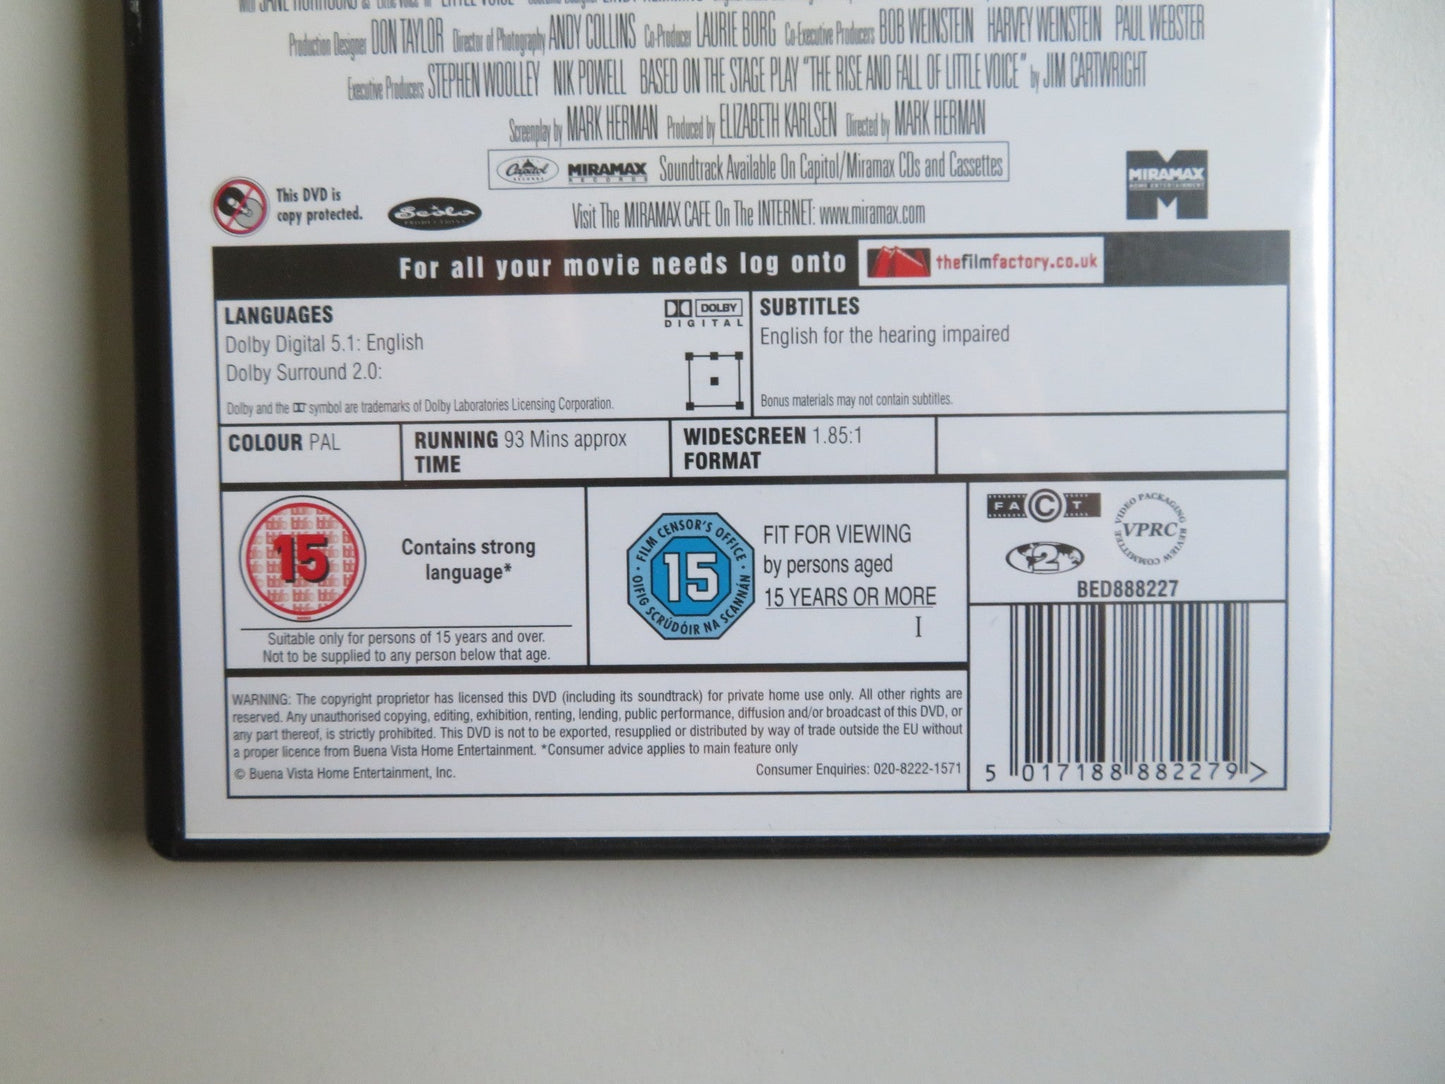 "LITTLE VOICE"
Production Designer DON TAYLOR Director of Photography ANDY COLLINS Co-Producer LAURIE BORG Co-Executive Producers BOB WEINSTEIN HARVEY WEINSTEIN PAUL WEBSTER
Executive Producers STEPHEN WOOLLEY NIK POWELL BASED ON THE STAGE PLAY "THE RISE AND FALL OF LITTLE VOICE" by JIM CARTWRIGHT
Screenplay by MARK HERMAN Produced by ELIZABETH KARLSEN Directed by MARK HERMAN
Capitol RECORDS MIRAMAX RECORDS Soundtrack Available On Capitol/Miramax CDs and Cassettes
MIRAMAX
HOME ENTERTAINMENT
This DVD is
copy protected.
Scala
PRODUCTIONS
Visit The MIRAMAX CAFE On The INTERNET: www.miramax.com
For all your movie needs log onto thefilmfactory.co.uk
LANGUAGES
Dolby Digital 5.1: English
Dolby Surround 2.0:
DOLBY
DIGITAL
Dolby and the symbol are trademarks of Dolby Laboratories Licensing Corporation.
SUBTITLES
English for the hearing impaired
Bonus materials may not contain subtitles.
COLOUR PAL
RUNNING 93 Mins approx
TIME
WIDESCREEN 1.85:1
FORMAT
15
Contains strong
language*
Suitable only for persons of 15 years and over.
Not to be supplied to any person below that age.
· FILM CENSOR'S OFFICE ·
15
OIFIG SCRÚDÓIR NA SCANNÁN
FIT FOR VIEWING
by persons aged
15 YEARS OR MORE
I
FACT
2
VIDEO PACKAGING
VPRC
REVIEW COMMITTEE
BED888227
5 017188 882279 >
WARNING: The copyright proprietor has licensed this DVD (including its soundtrack) for private home use only. All other rights are
reserved. Any unauthorised copying, editing, exhibition, renting, lending, public performance, diffusion and/or broadcast of this DVD, or
any part thereof, is strictly prohibited. This DVD is not to be exported, resupplied or distributed by way of trade outside the EU without
a proper licence from Buena Vista Home Entertainment. *Consumer advice applies to main feature only
© Buena Vista Home Entertainment, Inc.
Consumer Enquiries: 020-8222-1571